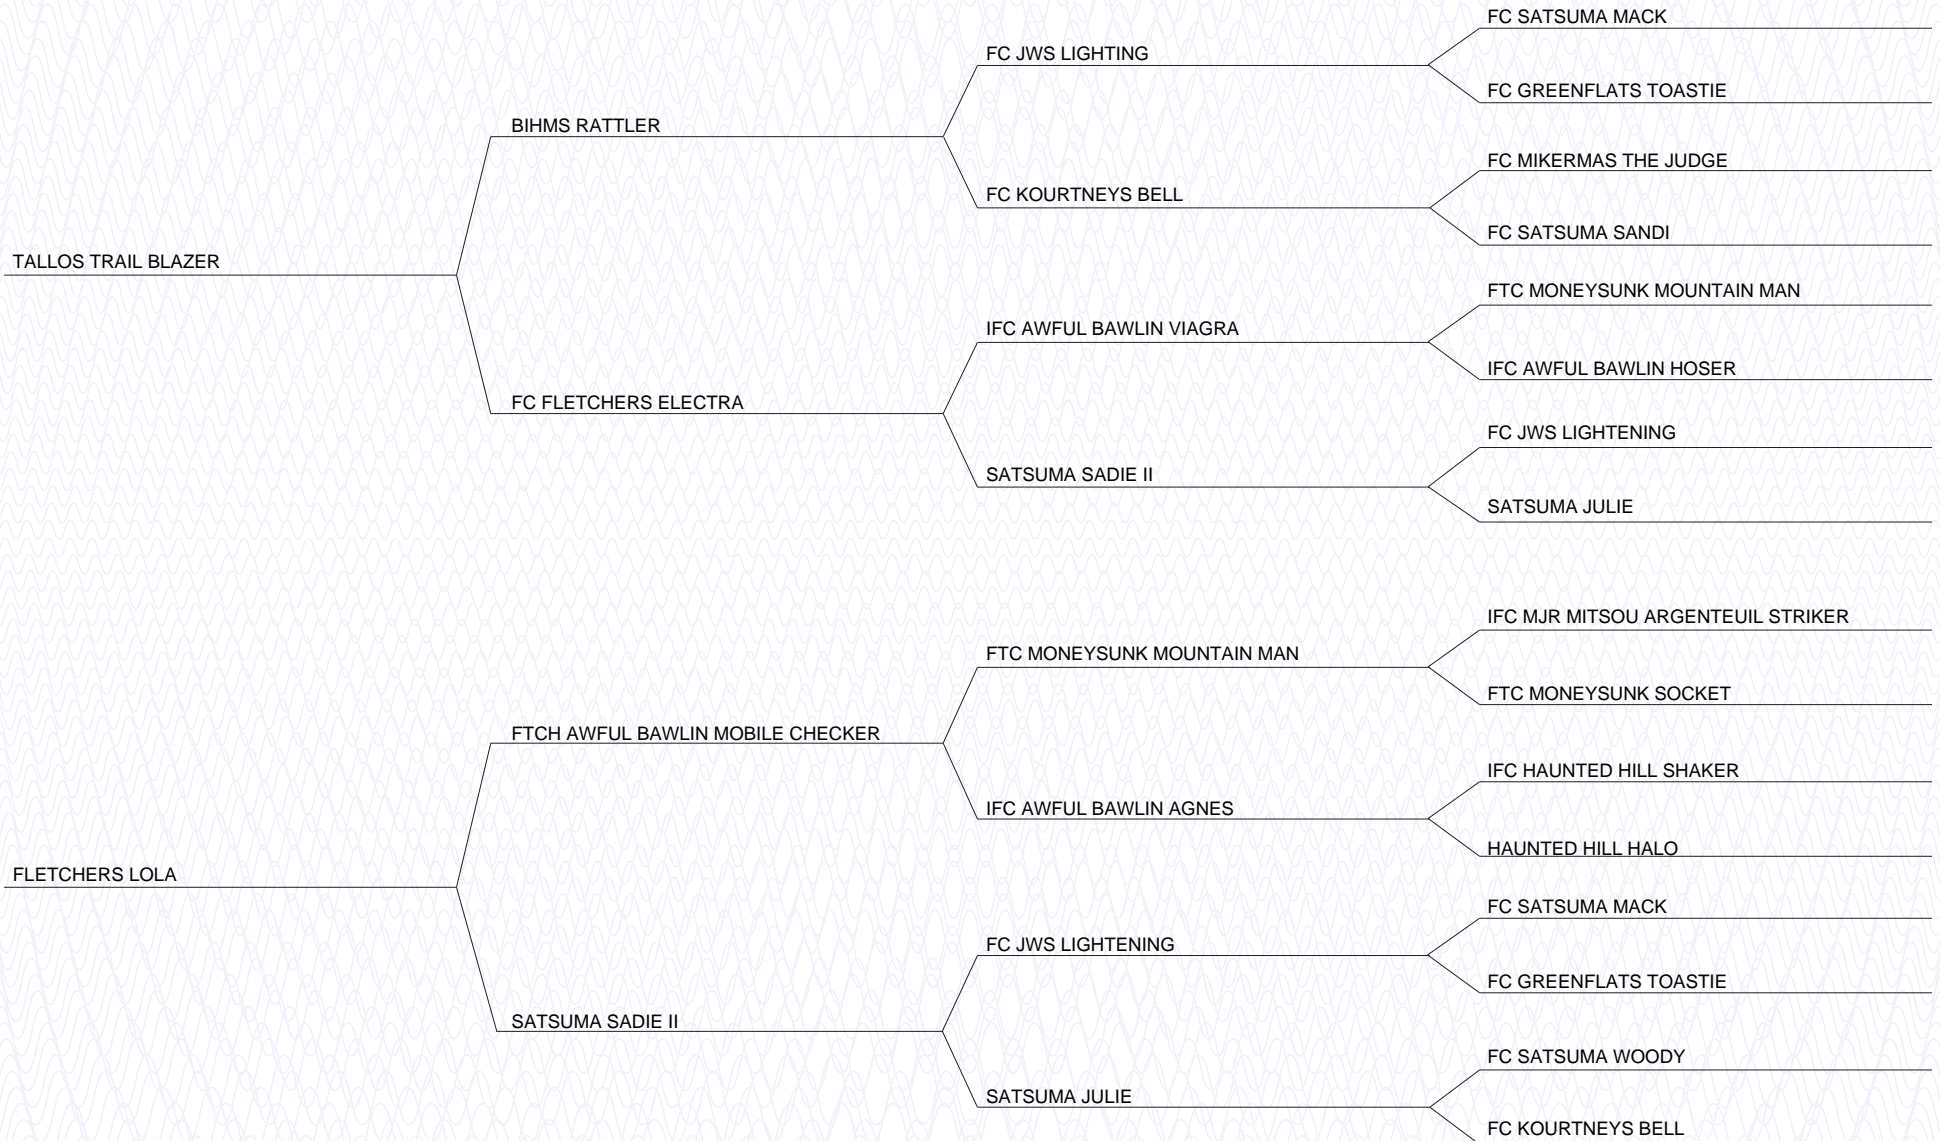 FC SATSUMA MACK
FC JWS LIGHTING
FC GREENFLATS TOASTIE
BIHMS RATTLER
FC MIKERMAS THE JUDGE
FC KOURTNEYS BELL
FC SATSUMA SANDI
TALLOS TRAIL BLAZER
FTC MONEYSUNK MOUNTAIN MAN
IFC AWFUL BAWLIN VIAGRA
IFC AWFUL BAWLIN HOSER
FC FLETCHERS ELECTRA
FC JWS LIGHTENING
SATSUMA SADIE II
SATSUMA JULIE
IFC MJR MITSOU ARGENTEUIL STRIKER
FTC MONEYSUNK MOUNTAIN MAN
FTC MONEYSUNK SOCKET
FTCH AWFUL BAWLIN MOBILE CHECKER
IFC HAUNTED HILL SHAKER
IFC AWFUL BAWLIN AGNES
HAUNTED HILL HALO
FLETCHERS LOLA
FC SATSUMA MACK
FC JWS LIGHTENING
FC GREENFLATS TOASTIE
SATSUMA SADIE II
FC SATSUMA WOODY
SATSUMA JULIE
FC KOURTNEYS BELL